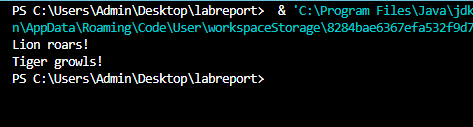 PS C:\Users\Admin\Desktop\labreport>  & 'C:\Program Files\Java\jdk
n\AppData\Roaming\Code\User\workspaceStorage\8284bae6367efa532f9d7
Lion roars!
Tiger growls!
PS C:\Users\Admin\Desktop\labreport>